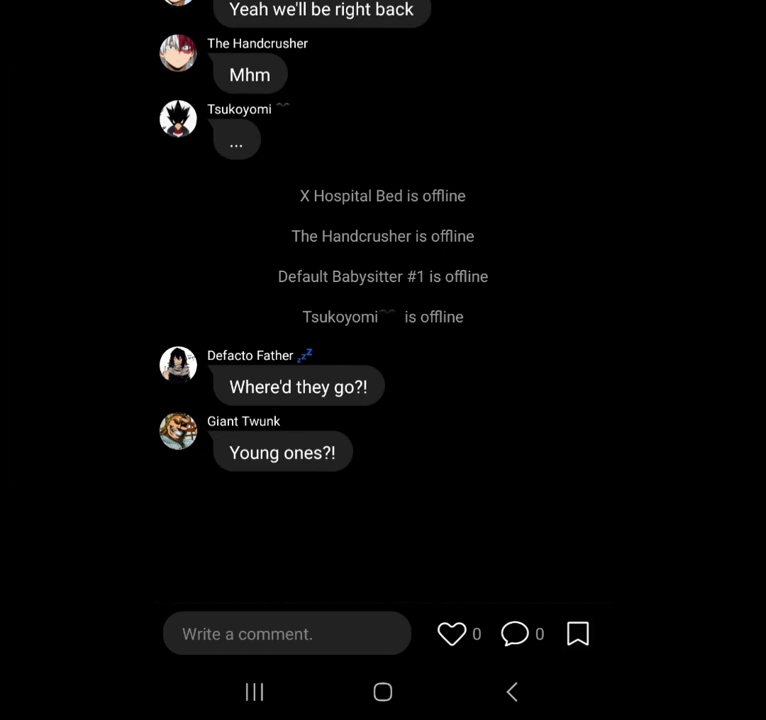 Yeah we'll be right back
The Handcrusher
Mhm
Tsukoyomi
...
X Hospital Bed is offline
The Handcrusher is offline
Default Babysitter #1 is offline
Tsukoyomi is offline
Defacto Father 💤
Where'd they go?!
Giant Twunk
Young ones?!
Write a comment.
0
0